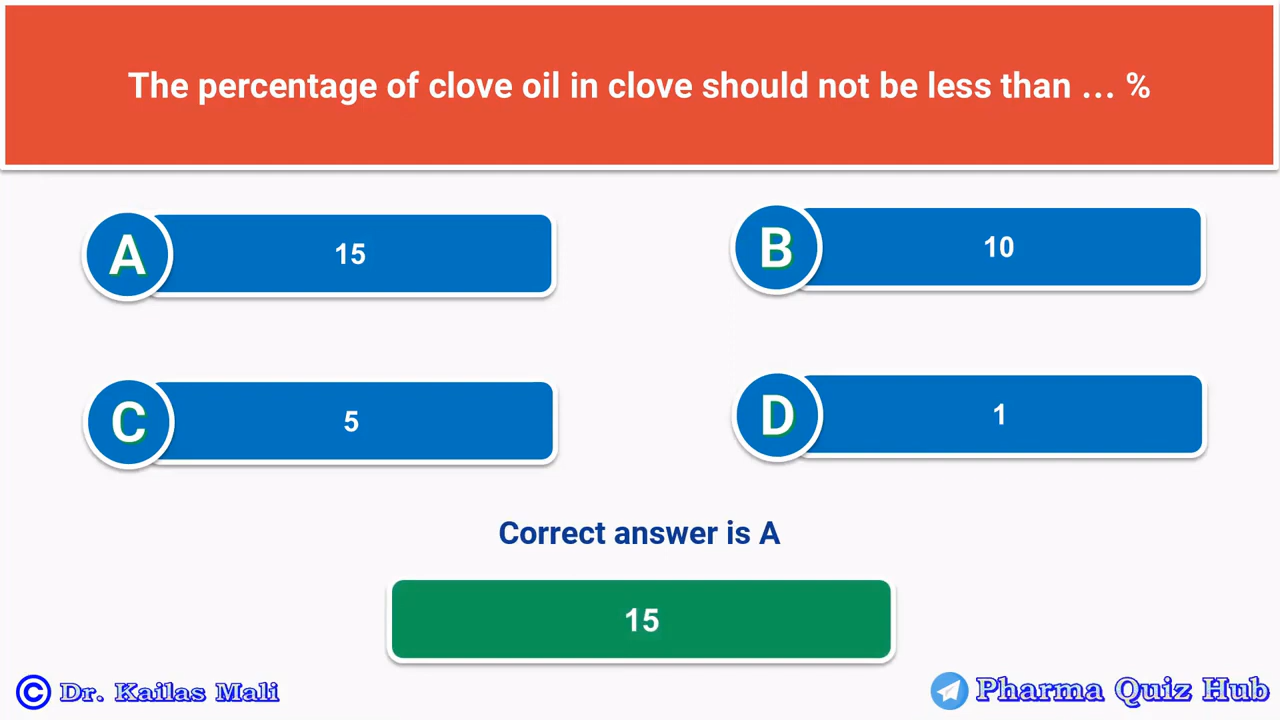 The percentage of clove oil in clove should not be less than ... %
A 15
B 10
C 5
D 1
Correct answer is A
15
© Dr. Kailas Mali
Pharma Quiz Hub